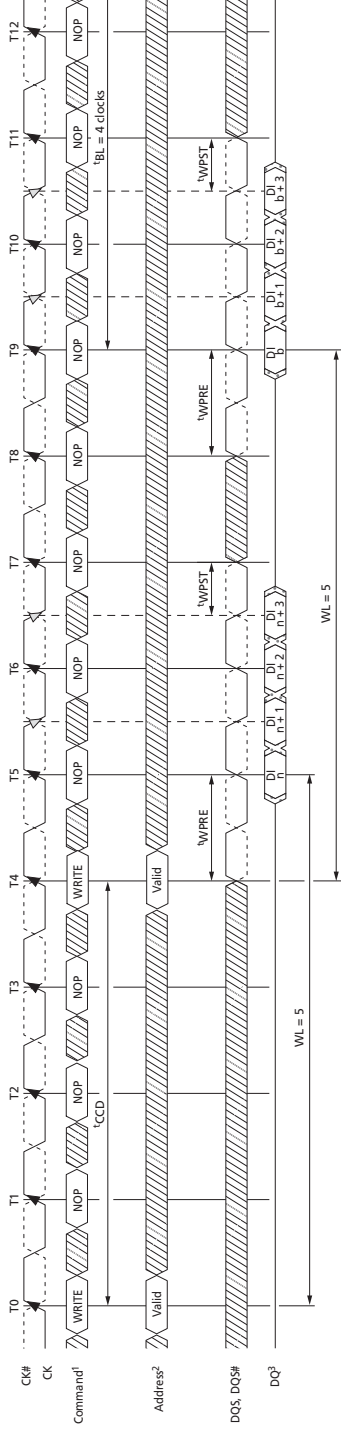 T0 T1 T2 T3 T4 T5 T6 T7 T8 T9 T10 T11 T12
CK#
CK
Command1 WRITE NOP NOP NOP WRITE NOP NOP NOP NOP NOP NOP NOP NOP
tCCD tBL = 4 clocks
Address2 Valid Valid
tWPRE tWPST tWPRE tWPST
DQS, DQS#
DQ3
DI n DI n + 1 DI n + 2 DI n + 3 DI b DI b + 1 DI b + 2 DI b + 3
WL = 5
WL = 5